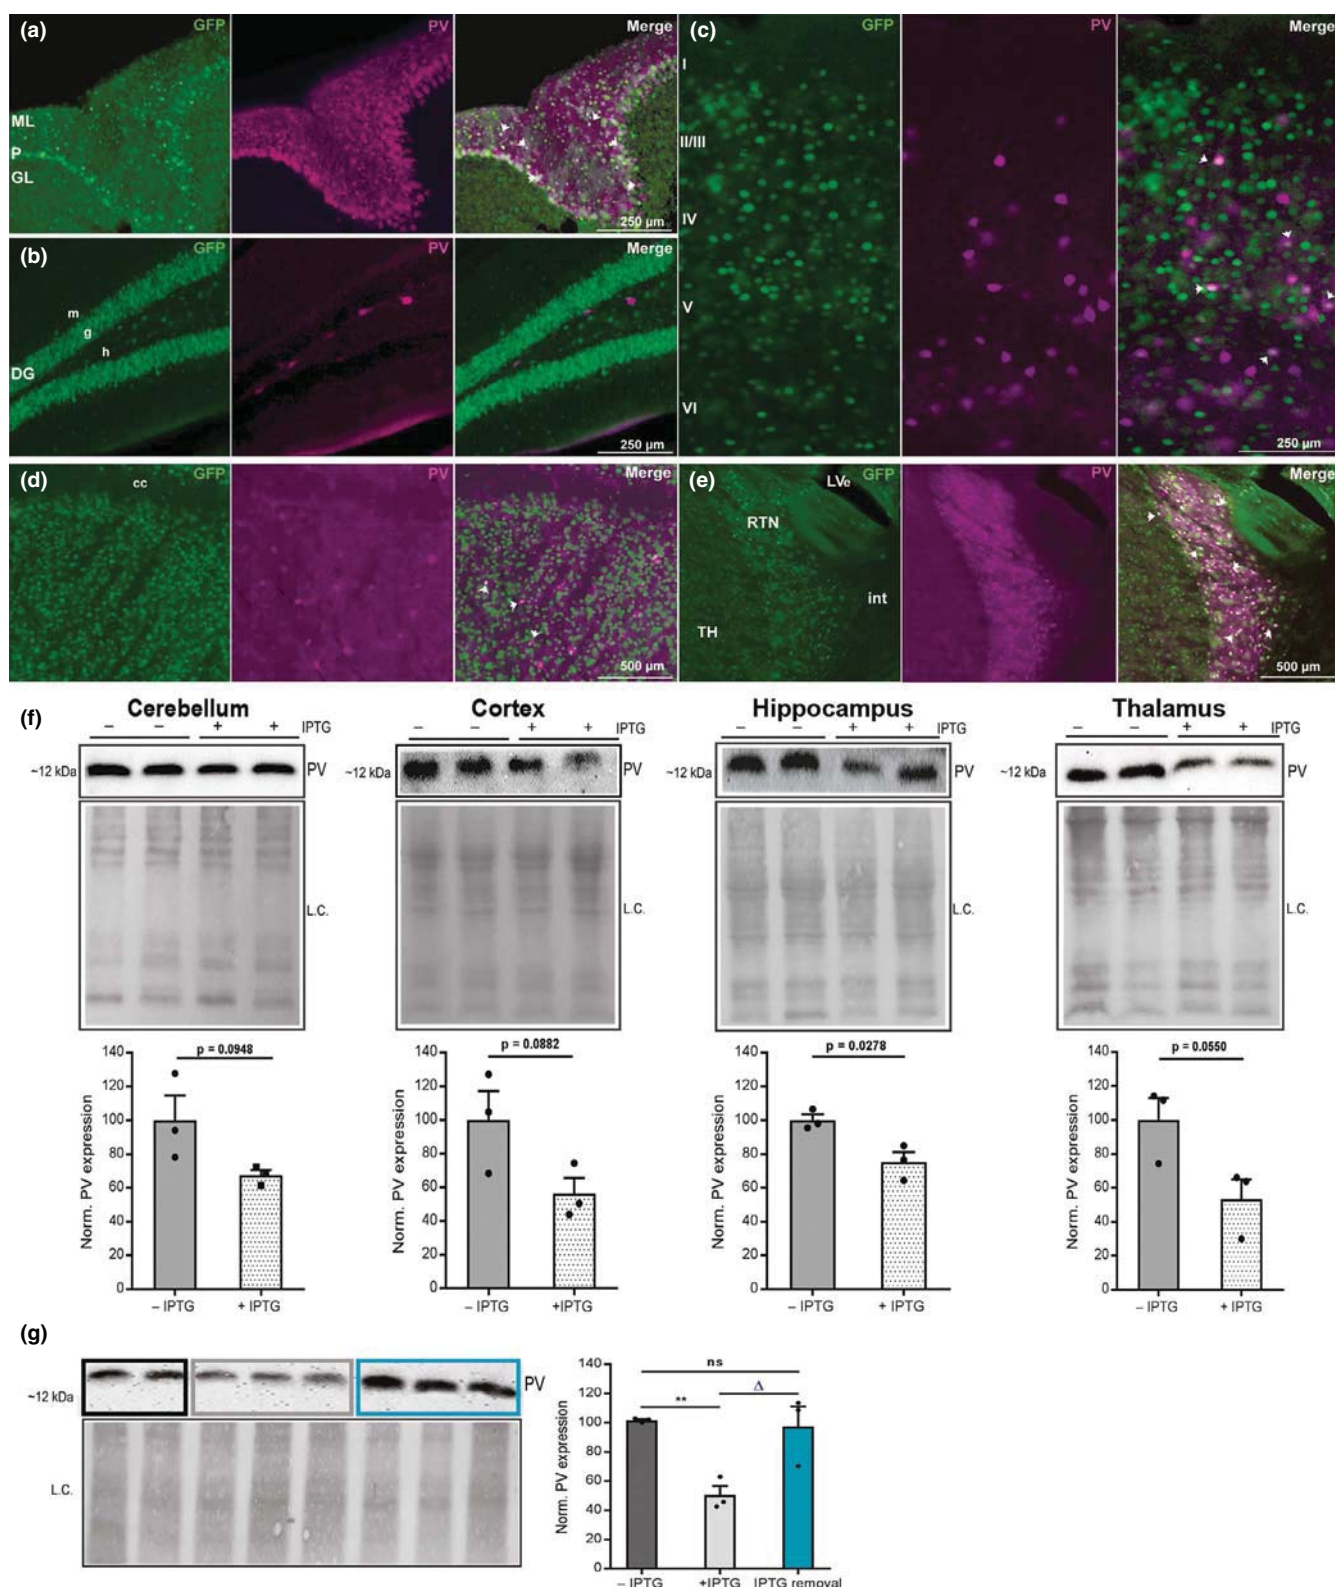 (a) GFP PV Merge
ML
P
GL
250 µm
(c) GFP PV Merge
I
II/III
IV
V
VI
250 µm
(b) GFP PV Merge
m
g
h
DG
250 µm
(d) GFP PV Merge
cc
500 µm
(e) GFP PV Merge
LVe
RTN
int
TH
500 µm
(f)
Cerebellum Cortex Hippocampus Thalamus
– – + + IPTG – – + + IPTG – – + + IPTG – – + + IPTG
~12 kDa PV ~12 kDa PV ~12 kDa PV ~12 kDa PV
L.C. L.C. L.C. L.C.
Norm. PV expression
140
120
100
80
60
40
20
0
p = 0.0948
– IPTG + IPTG
Norm. PV expression
140
120
100
80
60
40
20
0
p = 0.0882
– IPTG +IPTG
Norm. PV expression
140
120
100
80
60
40
20
0
p = 0.0278
– IPTG + IPTG
Norm. PV expression
140
120
100
80
60
40
20
0
p = 0.0550
– IPTG + IPTG
(g)
~12 kDa PV
L.C.
Norm. PV expression
140
120
100
80
60
40
20
0
ns
** Δ
– IPTG +IPTG IPTG removal